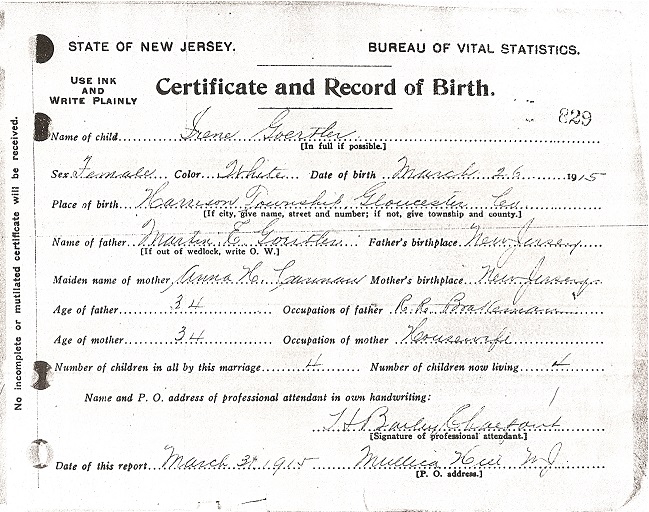 STATE OF NEW JERSEY. BUREAU OF VITAL STATISTICS.
USE INK AND WRITE PLAINLY
Certificate and Record of Birth.
829
No incomplete or mutilated certificate will be received.
Name of child Irene Goertler
[In full if possible.]
Sex Female Color White Date of birth March 26 1915
Place of birth Harrison Township Gloucester Co
[If city, give name, street and number; if not, give township and county.]
Name of father Martin E Goertler Father's birthplace New Jersey
[If out of wedlock, write O. W.]
Maiden name of mother Anna H. Mother's birthplace New Jersey
Age of father 34 Occupation of father R.R. Brakeman
Age of mother 34 Occupation of mother Housewife
Number of children in all by this marriage 4 Number of children now living 4
Name and P. O. address of professional attendant in own handwriting:
[Signature of professional attendant.]
Date of this report March 31 1915 Mullica Hill N.J.
[P. O. address.]